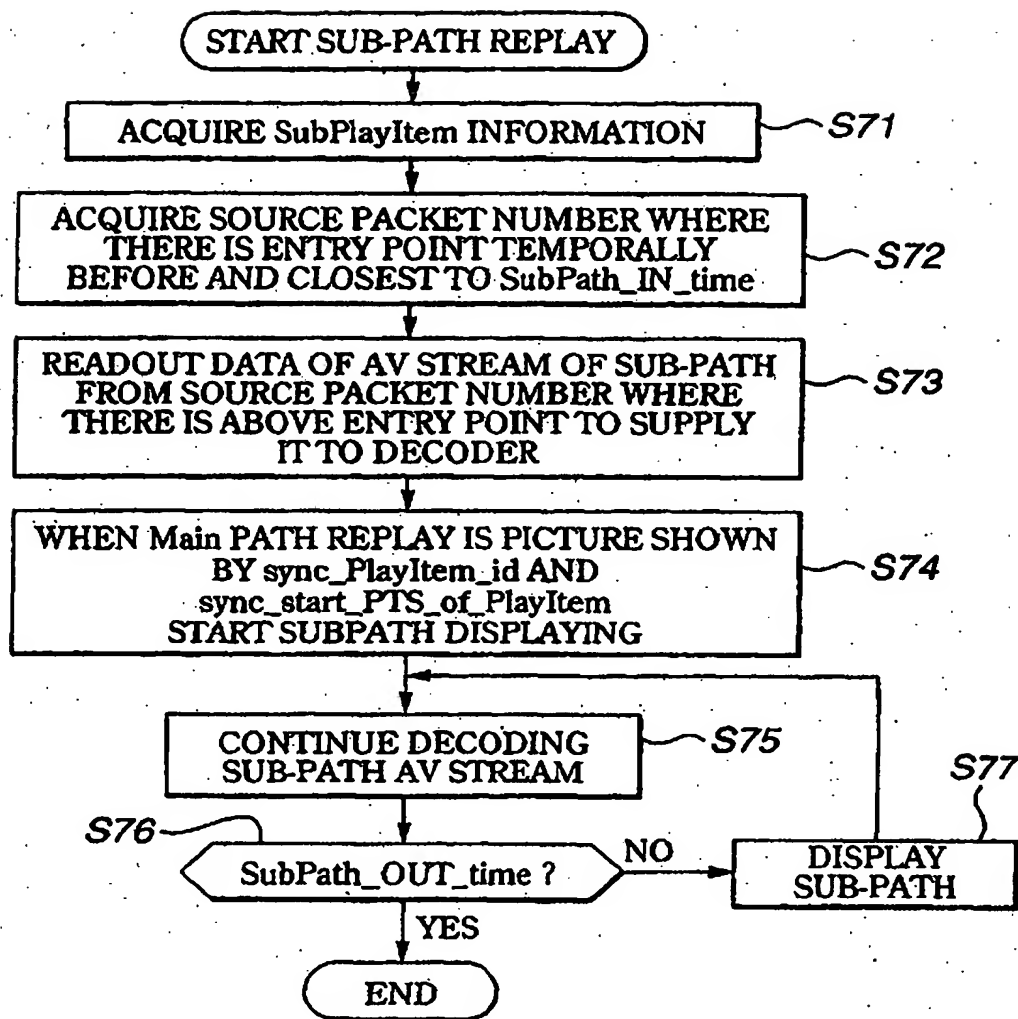 START SUB-PATH REPLAY
ACQUIRE SubPlayItem INFORMATION
S71
ACQUIRE SOURCE PACKET NUMBER WHERE
THERE IS ENTRY POINT TEMPORALLY
BEFORE AND CLOSEST TO SubPath_IN_time
S72
READOUT DATA OF AV STREAM OF SUB-PATH
FROM SOURCE PACKET NUMBER WHERE
THERE IS ABOVE ENTRY POINT TO SUPPLY
IT TO DECODER
S73
WHEN Main PATH REPLAY IS PICTURE SHOWN
BY sync_PlayItem_id AND
sync_start_PTS_of_PlayItem
START SUBPATH DISPLAYING
S74
CONTINUE DECODING
SUB-PATH AV STREAM
S75
S76
SubPath_OUT_time ?
NO
S77
DISPLAY
SUB-PATH
YES
END